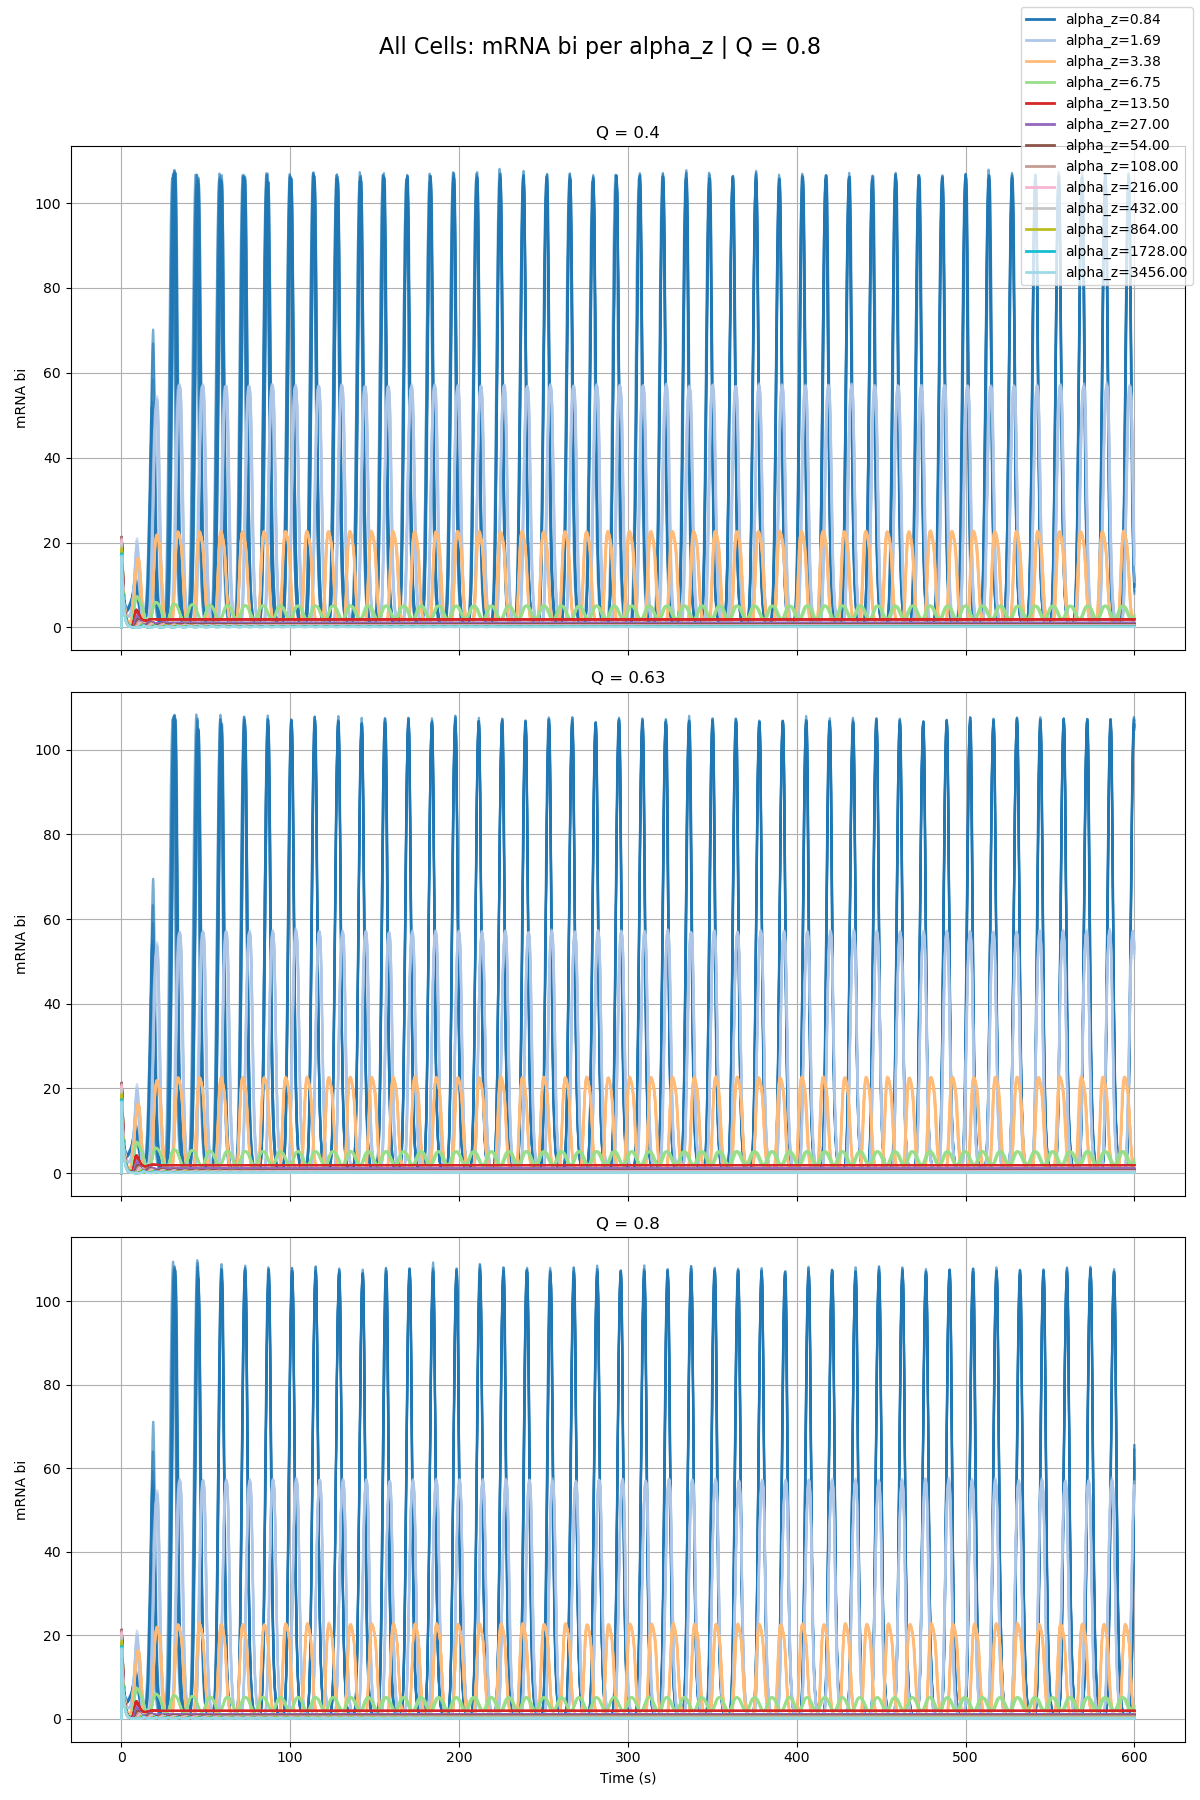 All Cells: mRNA bi per alpha_z | Q = 0.8
alpha_z=0.84
alpha_z=1.69
alpha_z=3.38
alpha_z=6.75
alpha_z=13.50
alpha_z=27.00
alpha_z=54.00
alpha_z=108.00
alpha_z=216.00
alpha_z=432.00
alpha_z=864.00
alpha_z=1728.00
alpha_z=3456.00
Q = 0.4
100
80
60
40
20
0
mRNA bi
Q = 0.63
100
80
60
40
20
0
mRNA bi
Q = 0.8
100
80
60
40
20
0
mRNA bi
0 100 200 300 400 500 600
Time (s)